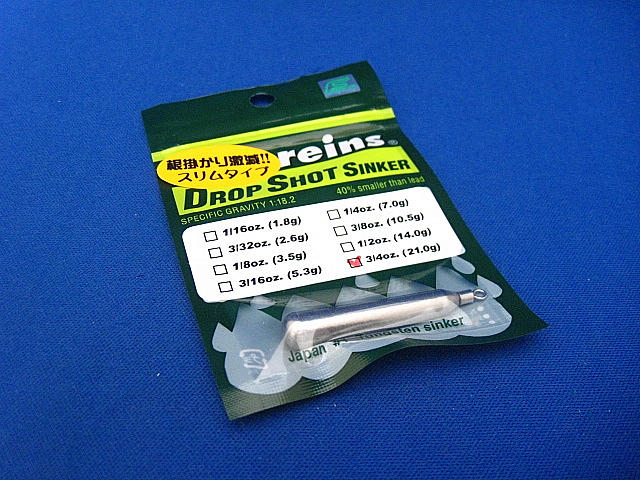 reins®
根掛かり激減!!
スリムタイプ
DROP SHOT SINKER
SPECIFIC GRAVITY 1:18.2
40% smaller than lead
1/16oz. (1.8g)
3/32oz. (2.6g)
1/8oz. (3.5g)
3/16oz. (5.3g)
1/4oz. (7.0g)
3/8oz. (10.5g)
1/2oz. (14.0g)
3/4oz. (21.0g)
Japan #1 Tungsten sinker